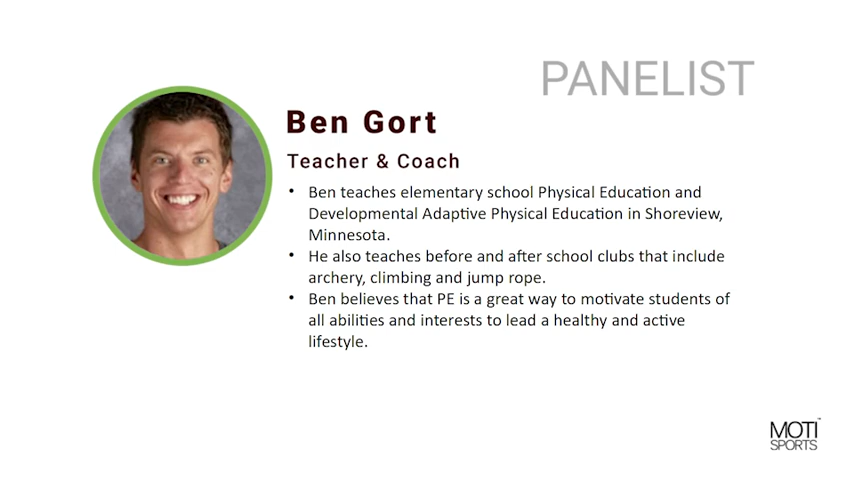 PANELIST
Ben Gort
Teacher & Coach
• Ben teaches elementary school Physical Education and
Developmental Adaptive Physical Education in Shoreview,
Minnesota.
• He also teaches before and after school clubs that include
archery, climbing and jump rope.
• Ben believes that PE is a great way to motivate students of
all abilities and interests to lead a healthy and active
lifestyle.
MOTI™
SPORTS